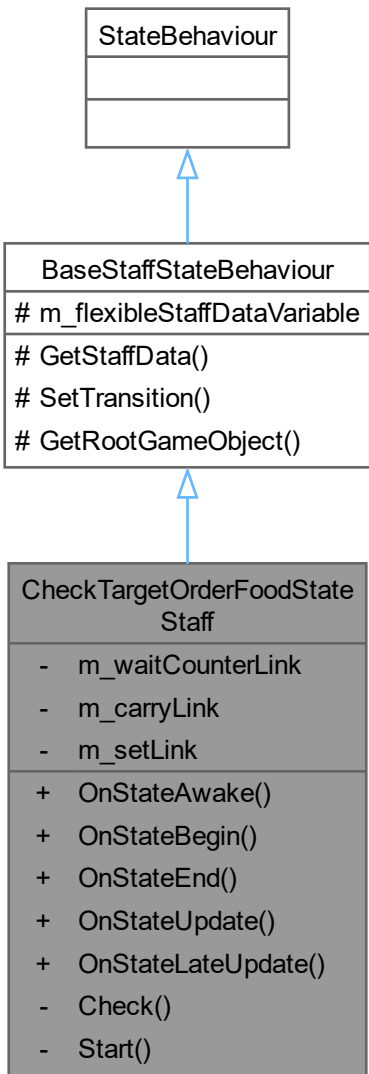 StateBehaviour
BaseStaffStateBehaviour
# m_flexibleStaffDataVariable
# GetStaffData()
# SetTransition()
# GetRootGameObject()
CheckTargetOrderFoodState
Staff
- m_waitCounterLink
- m_carryLink
- m_setLink
+ OnStateAwake()
+ OnStateBegin()
+ OnStateEnd()
+ OnStateUpdate()
+ OnStateLateUpdate()
- Check()
- Start()